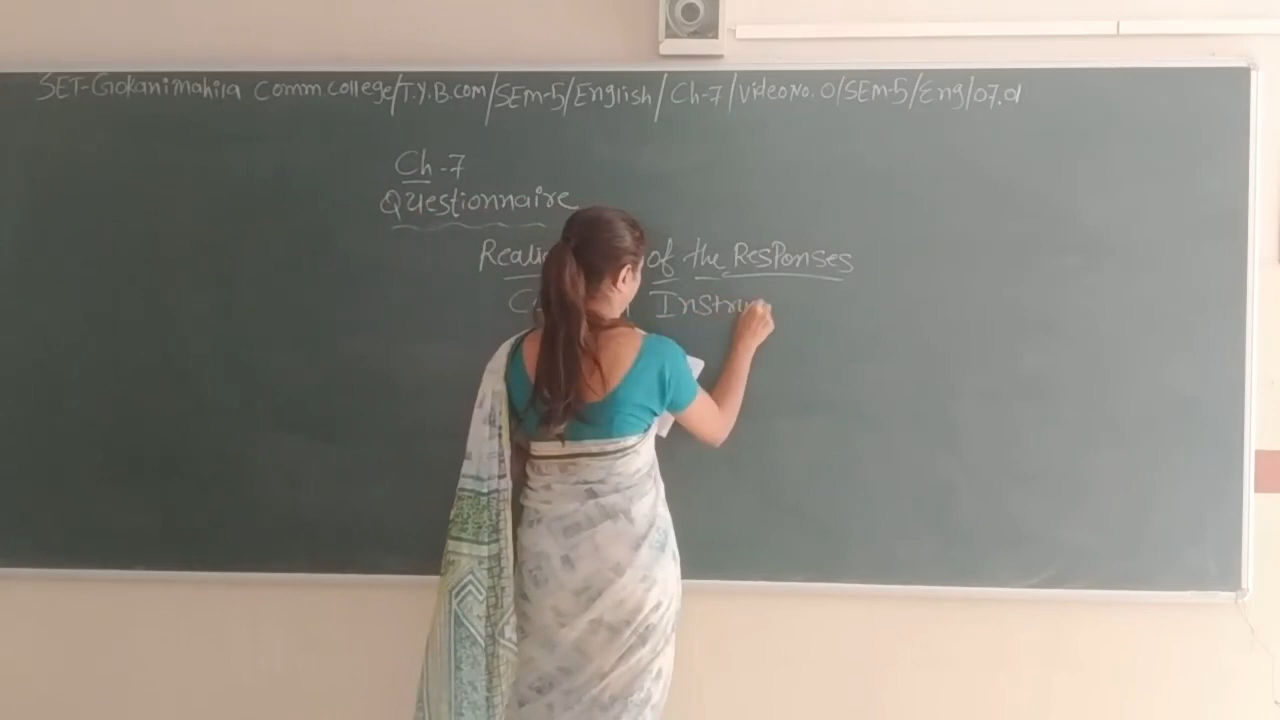 SET-Gokanimahila Comm.college/T.Y.B.com/SEm-5/English/Ch-7/VideoNo.0/SEm-5/Eng/07.01
Ch-7
Questionnaire
of the Responses
Instru